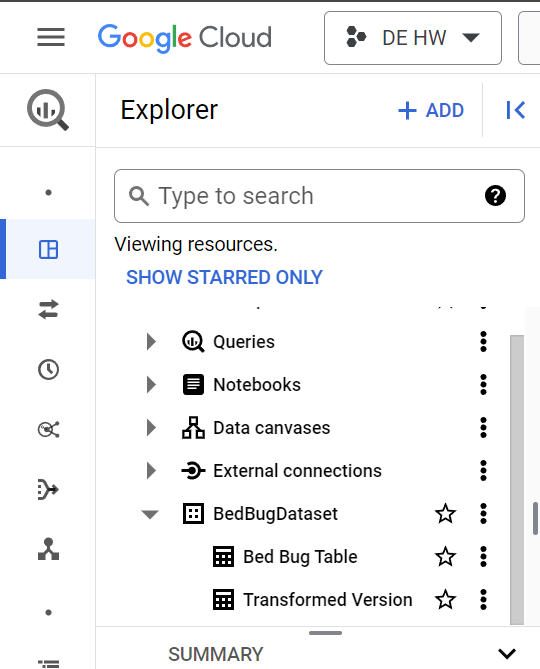 Google Cloud
DE HW
Explorer
+ ADD
Type to search
Viewing resources.
SHOW STARRED ONLY
Queries
Notebooks
Data canvases
External connections
BedBugDataset
Bed Bug Table
Transformed Version
SUMMARY